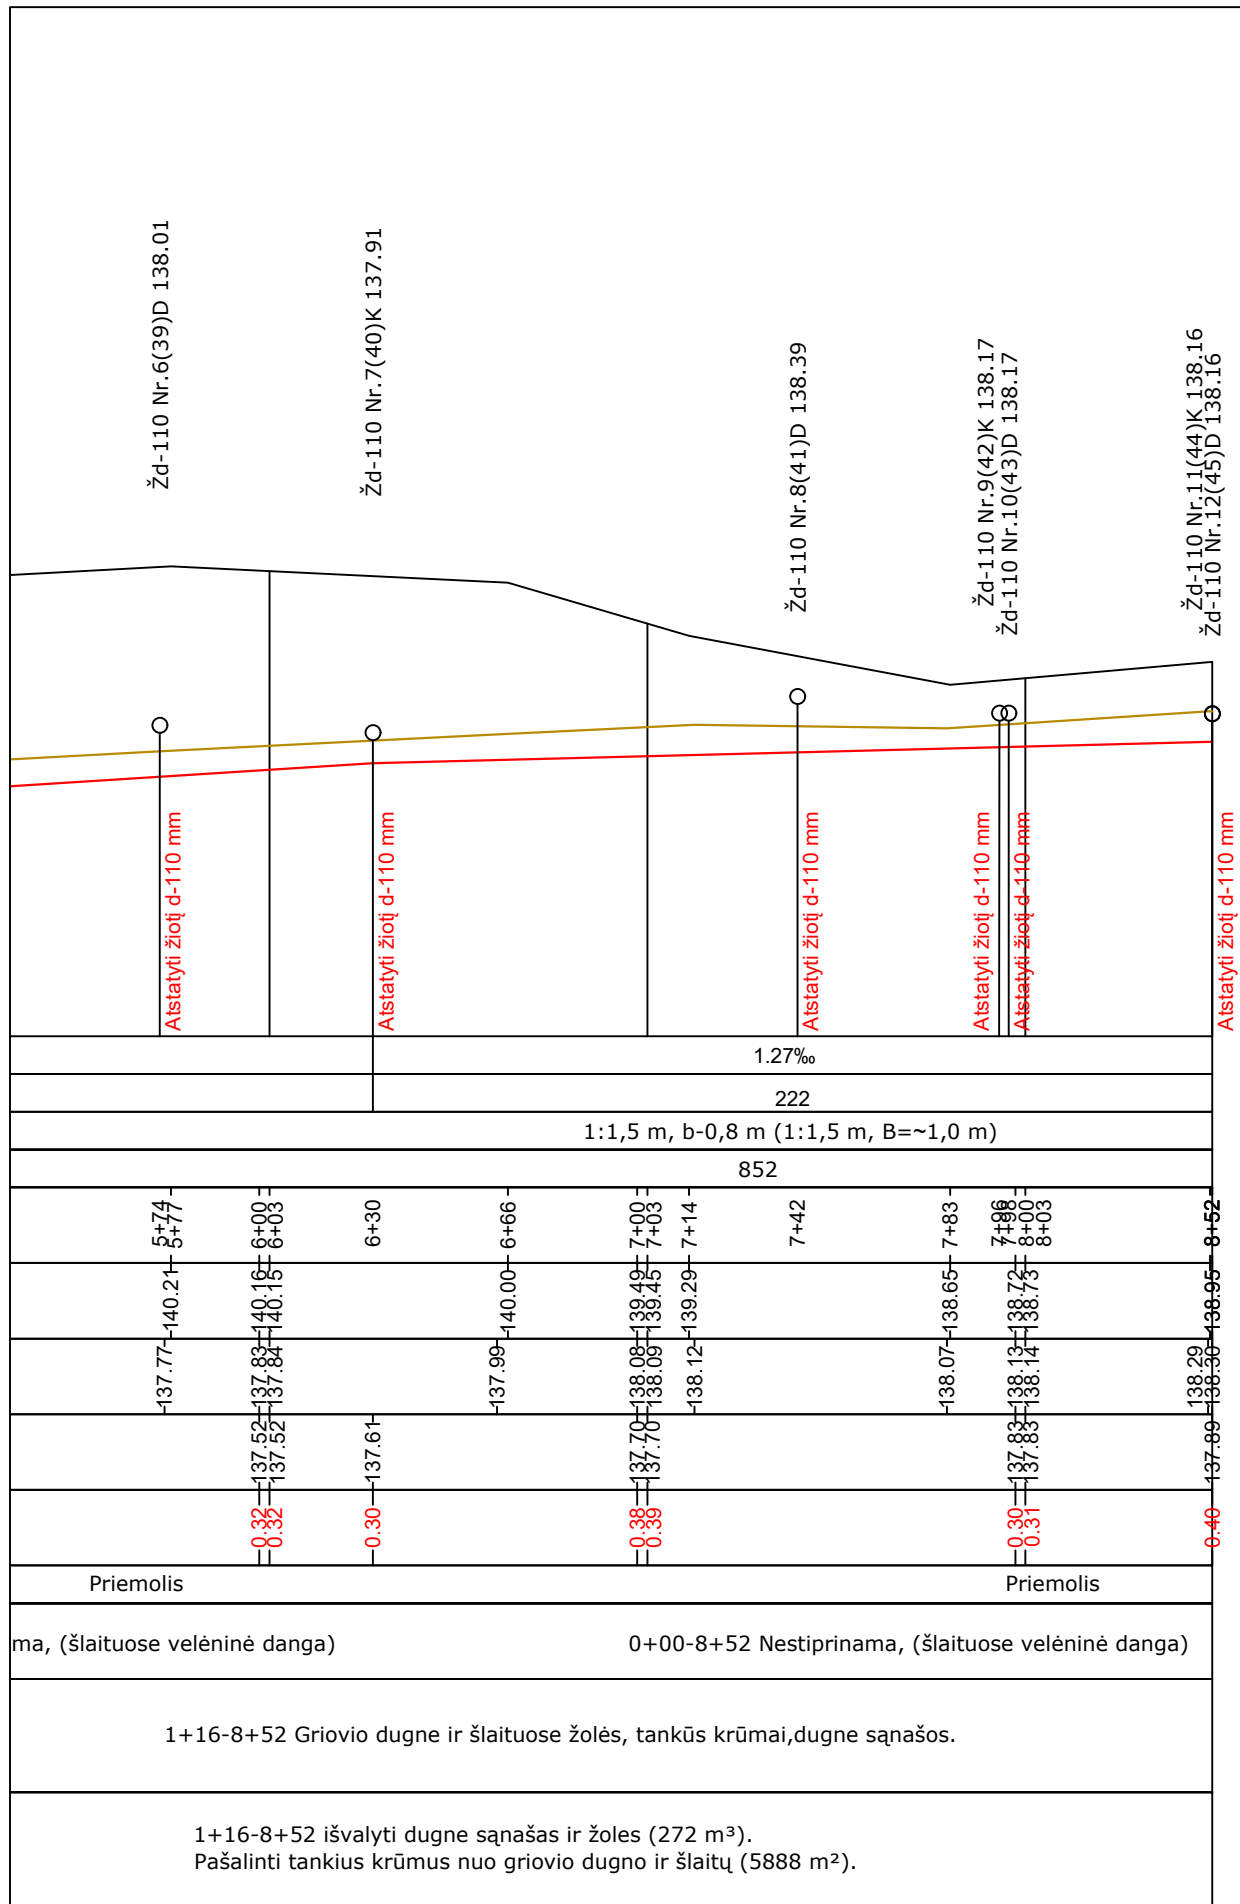 Žd-110 Nr.6(39)D 138.01
Žd-110 Nr.7(40)K 137.91
Žd-110 Nr.8(41)D 138.39
Žd-110 Nr.9(42)K 138.17
Žd-110 Nr.10(43)D 138.17
Žd-110 Nr.11(44)K 138.16
Žd-110 Nr.12(45)D 138.16
Atstatyti žiotį d-110 mm
Atstatyti žiotį d-110 mm
Atstatyti žiotį d-110 mm
Atstatyti žiotį d-110 mm
Atstatyti žiotį d-110 mm
Atstatyti žiotį d-110 mm
1.27‰
222
1:1,5 m, b-0,8 m (1:1,5 m, B=~1,0 m)
852
5+74 5+77 6+00 6+03 6+30 6+66 7+00 7+03 7+14 7+42 7+83 7+96 7+98 8+00 8+03 8+52
140.21 140.16 140.15 140.00 139.49 139.45 139.29 138.65 138.72 138.73 138.95
137.77 137.83 137.84 137.99 138.08 138.09 138.12 138.07 138.13 138.14 138.29 138.30
137.52 137.52 137.61 137.70 137.70 137.83 137.83 137.89
0.32 0.32 0.30 0.38 0.39 0.30 0.31 0.40
Priemolis Priemolis
ma, (šlaituose velėninė danga) 0+00-8+52 Nestiprinama, (šlaituose velėninė danga)
1+16-8+52 Griovio dugne ir šlaituose žolės, tankūs krūmai,dugne sąnašos.
1+16-8+52 išvalyti dugne sąnašas ir žoles (272 m³).
Pašalinti tankius krūmus nuo griovio dugno ir šlaitų (5888 m²).